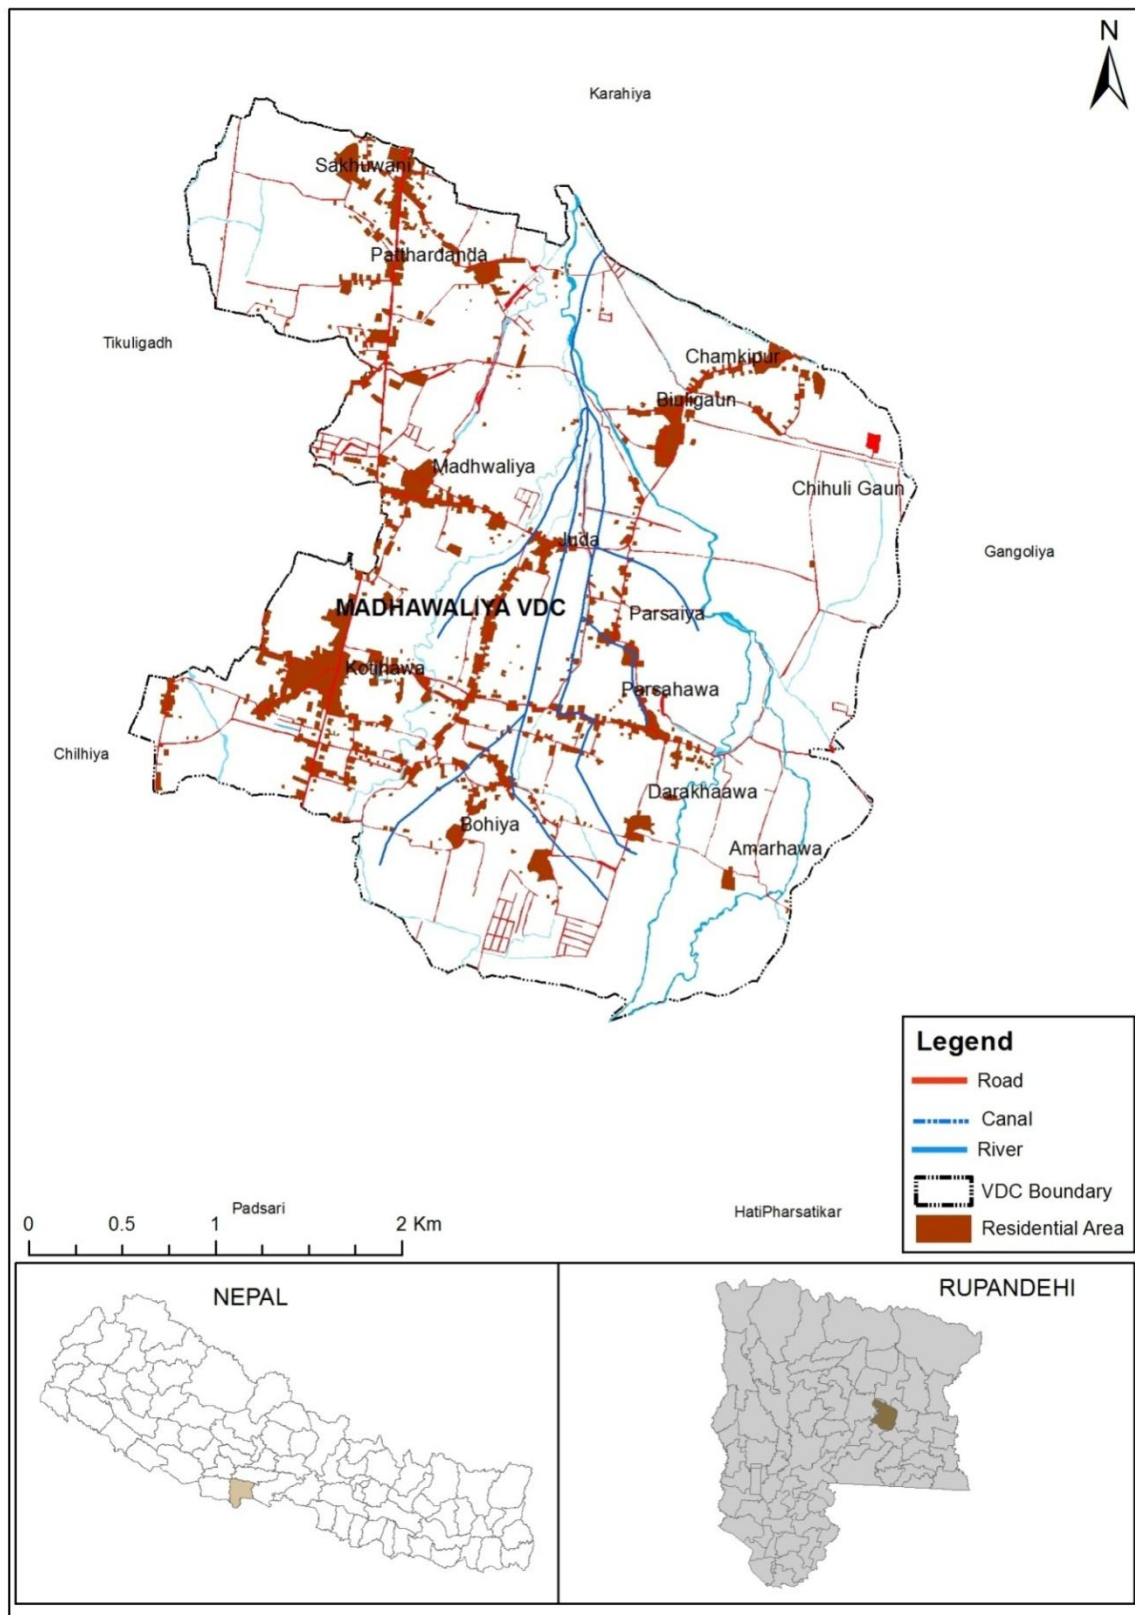 N
Karahiya
Sakhuwani
Patthardanda
Tikuligadh
Chamkipur
Biuligaun
Madhwaliya
Chihuli Gaun
Juda
Gangoliya
MADHAWALIYA VDC
Parsaiya
Kotihawa
Parsahawa
Chilhiya
Darakhaawa
Bohiya
Amarhawa
Legend
Road
Canal
River
VDC Boundary
Residential Area
Padsari
HatiPharsatikar
0 0.5 1 2 Km
NEPAL
RUPANDEHI